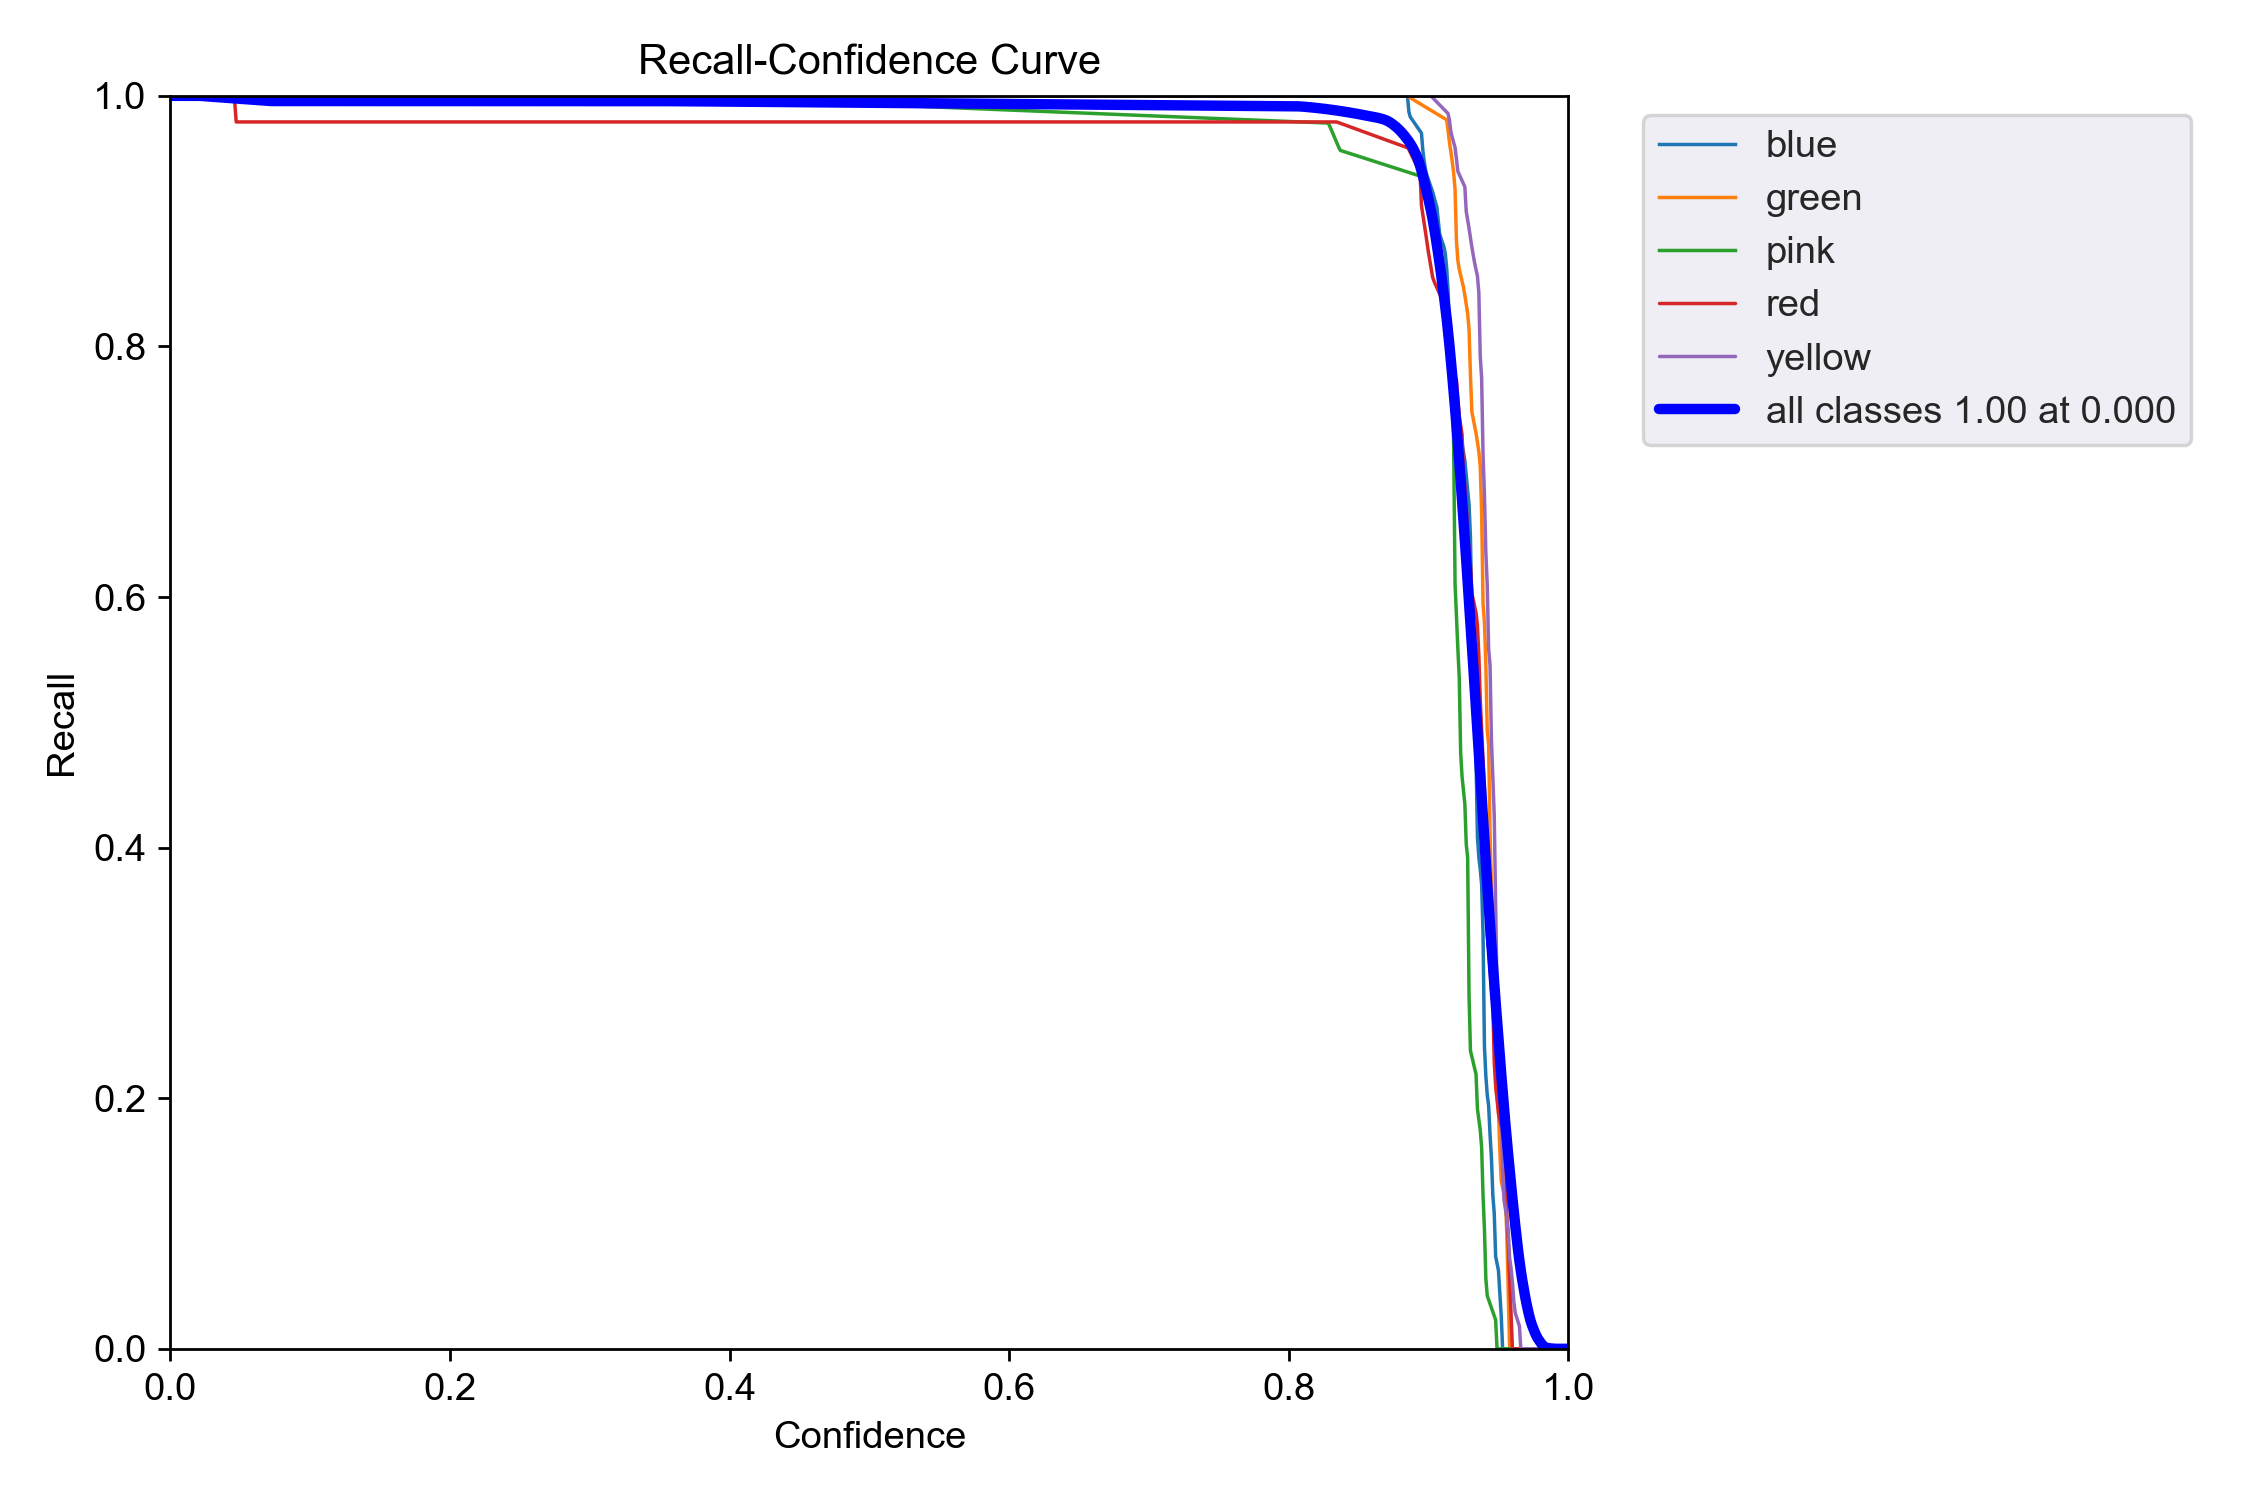 Recall-Confidence Curve
1.0
0.8
0.6
0.4
0.2
0.0
Recall
0.0 0.2 0.4 0.6 0.8 1.0
Confidence
blue
green
pink
red
yellow
all classes 1.00 at 0.000